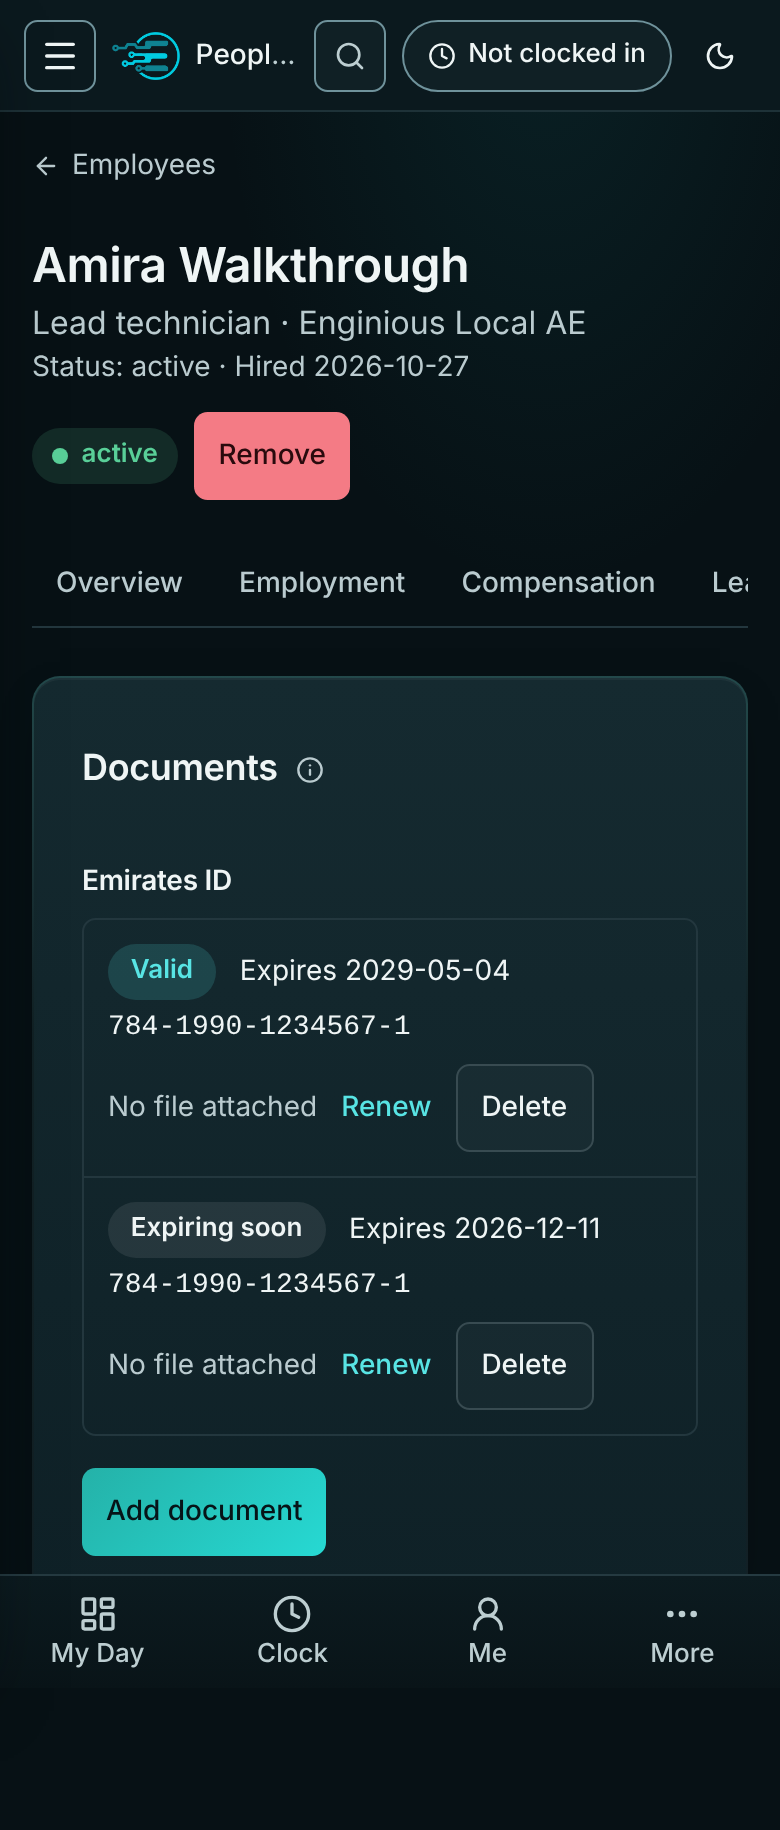 Peopl...
Not clocked in
Employees
Amira Walkthrough
Lead technician · Enginious Local AE
Status: active · Hired 2026-10-27
active
Remove
Overview Employment Compensation Lea
Documents
Emirates ID
Valid Expires 2029-05-04
784-1990-1234567-1
No file attached Renew Delete
Expiring soon Expires 2026-12-11
784-1990-1234567-1
No file attached Renew Delete
Add document
My Day Clock Me More